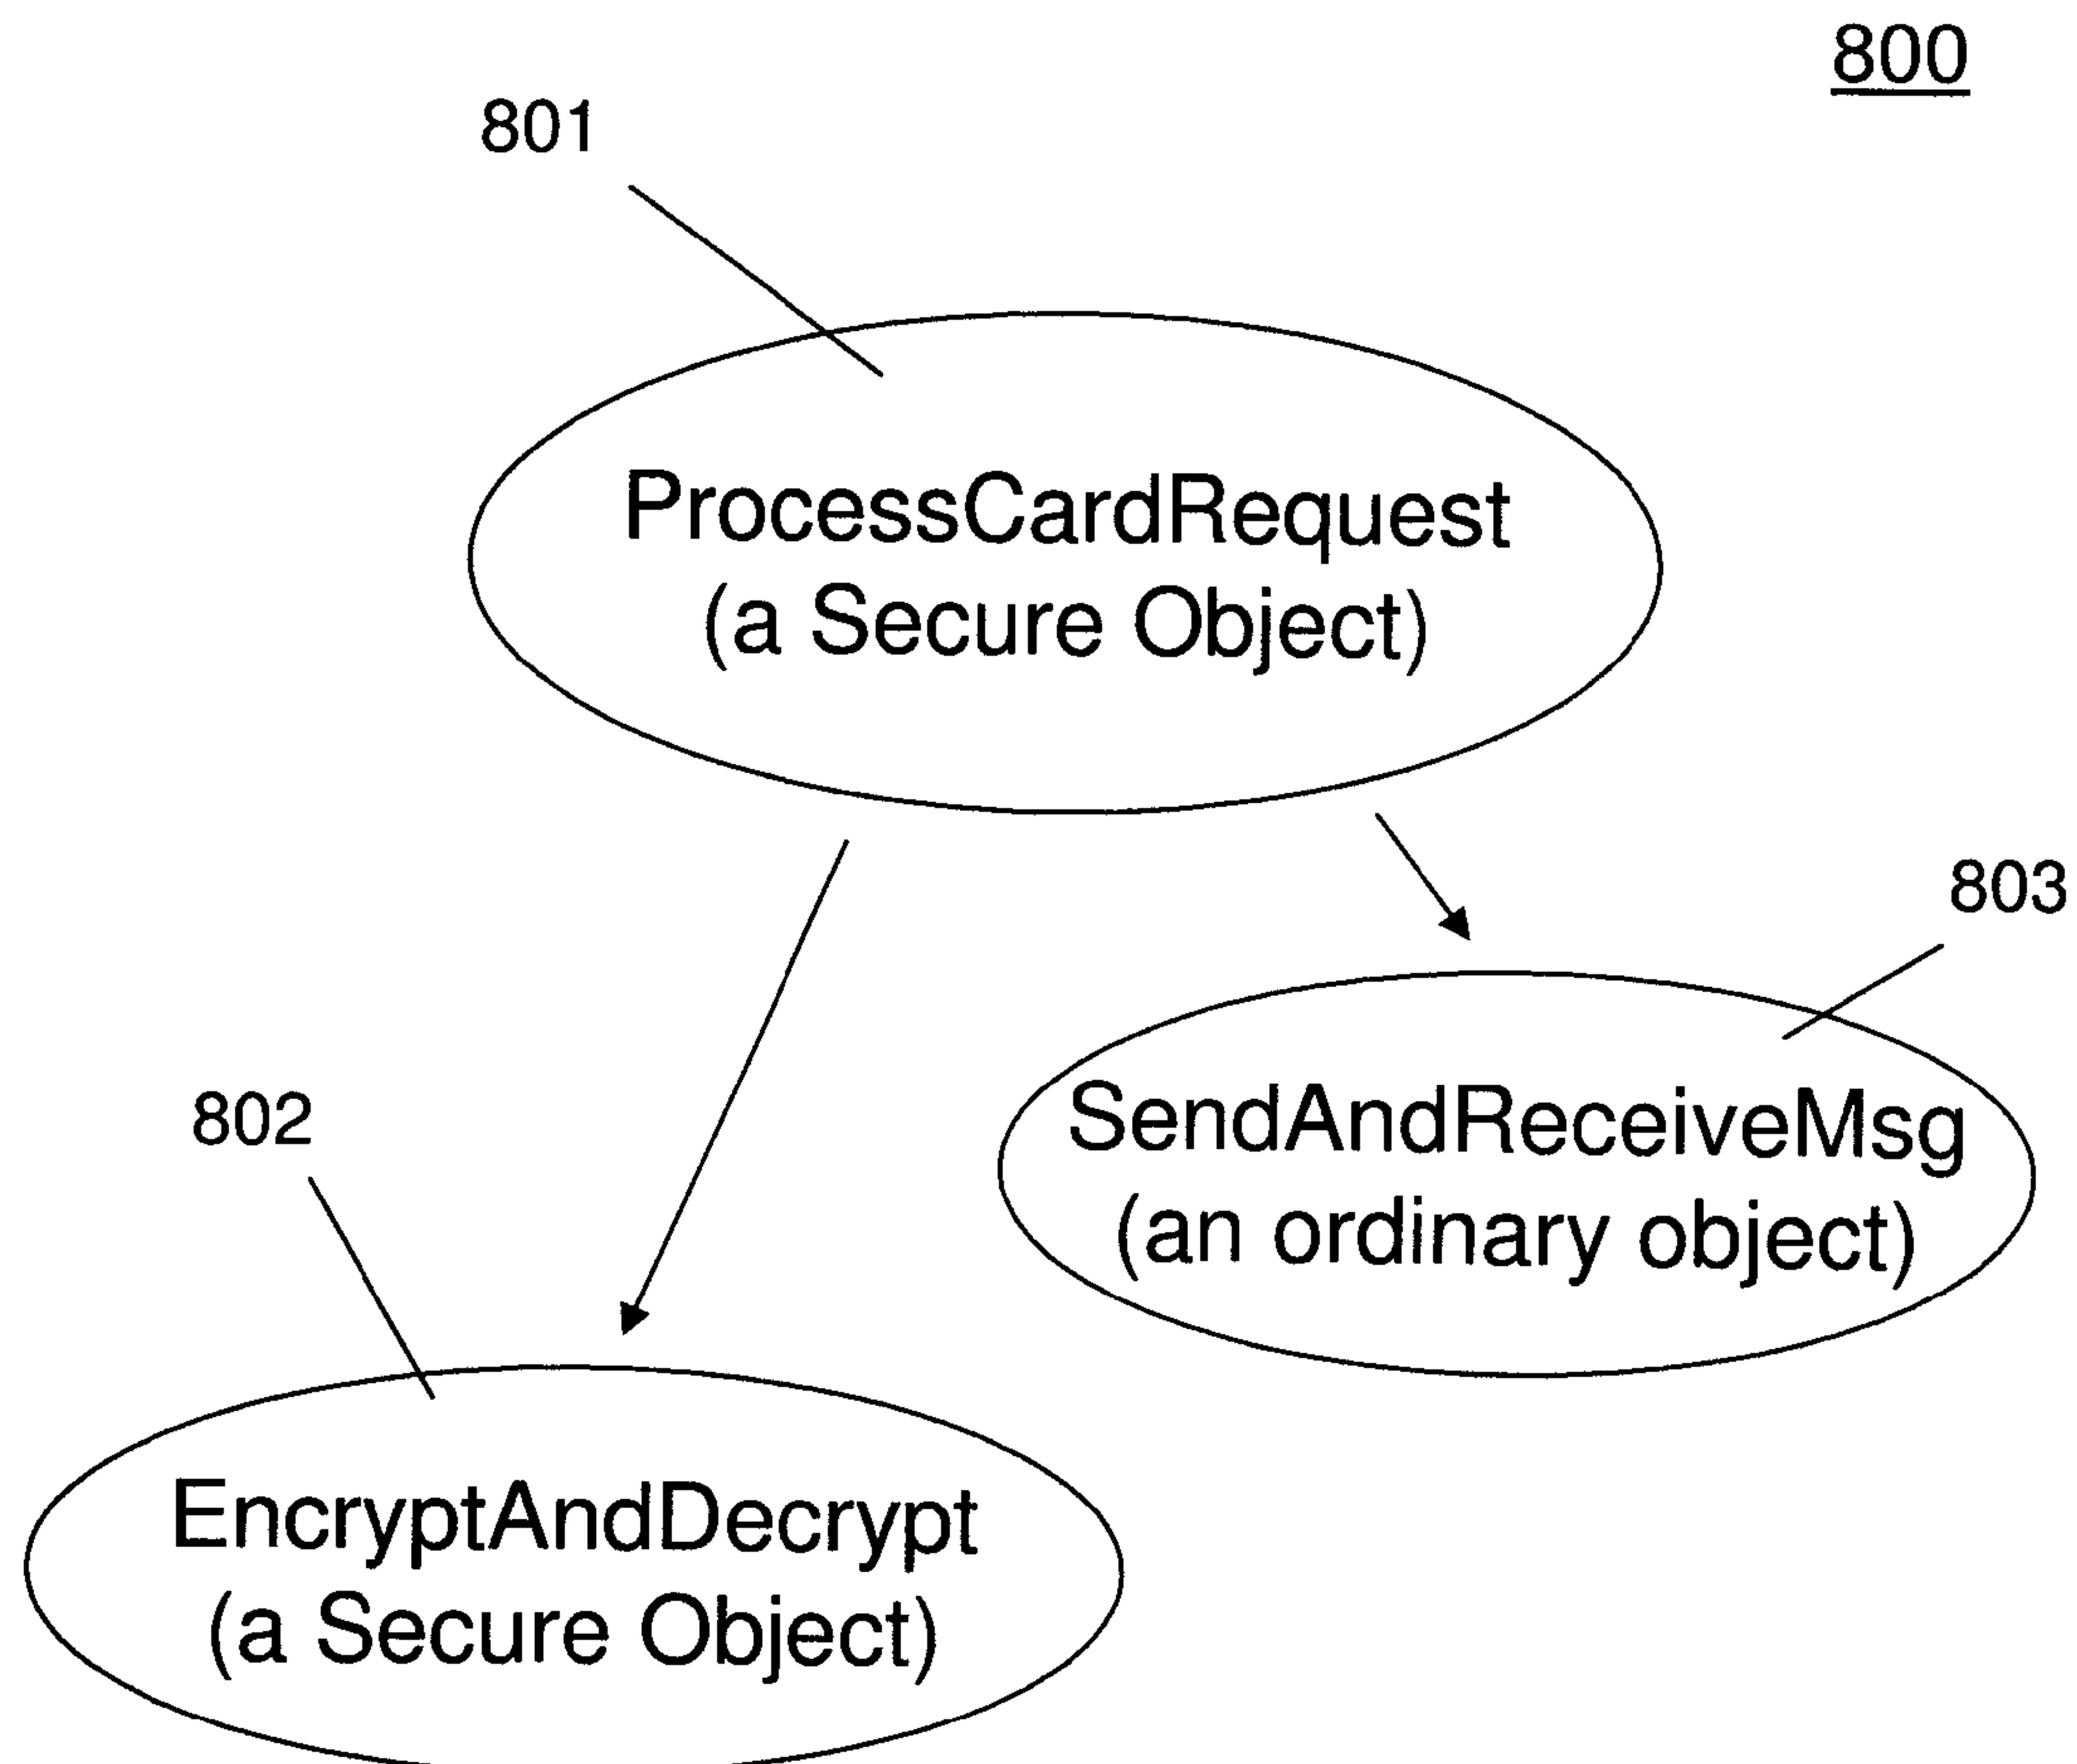 800
801
ProcessCardRequest
(a Secure Object)
803
SendAndReceiveMsg
(an ordinary object)
802
EncryptAndDecrypt
(a Secure Object)